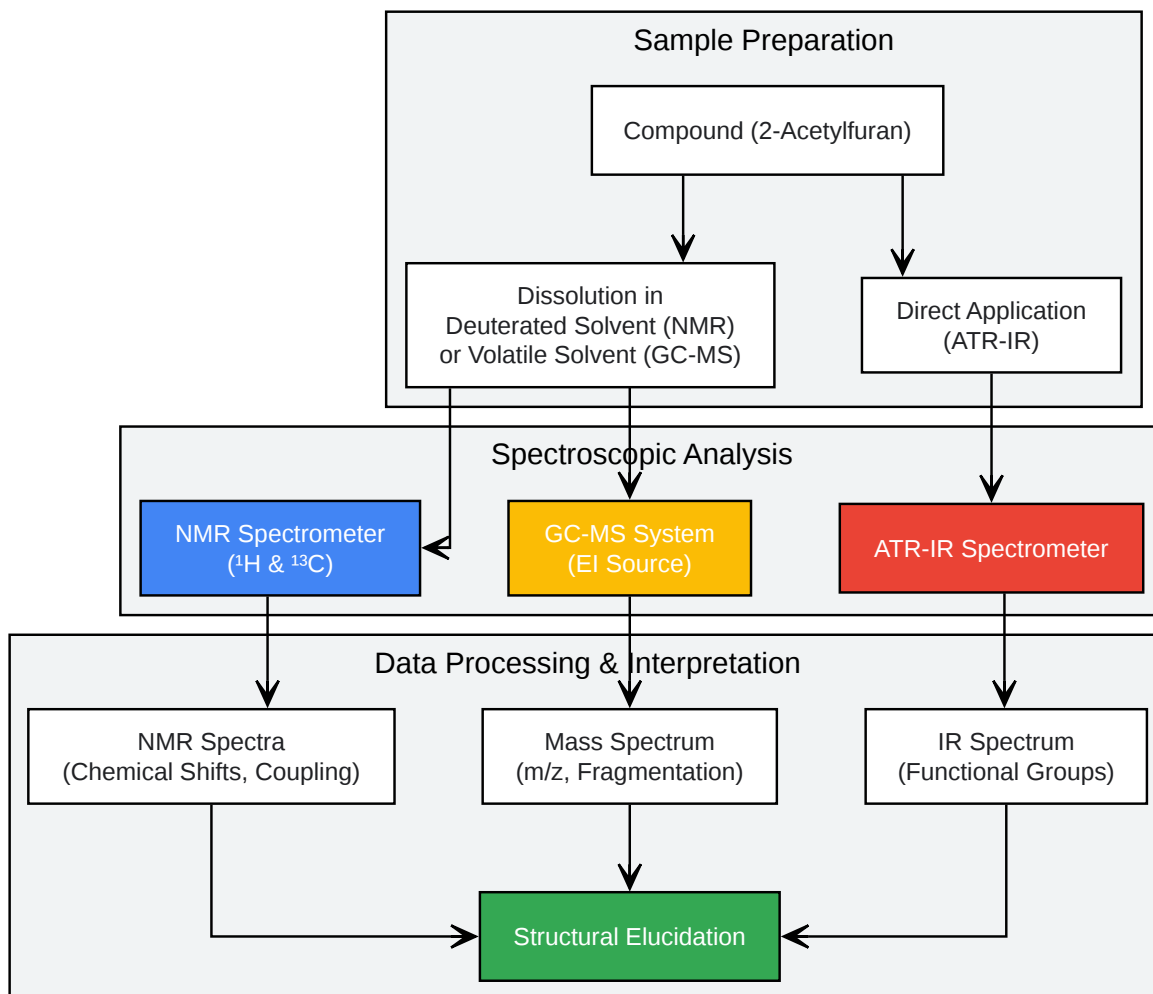 Sample Preparation
Compound (2-Acetylfuran)
Dissolution in
Deuterated Solvent (NMR)
or Volatile Solvent (GC-MS)
Direct Application
(ATR-IR)
Spectroscopic Analysis
NMR Spectrometer
(¹H & ¹³C)
GC-MS System
(EI Source)
ATR-IR Spectrometer
Data Processing & Interpretation
NMR Spectra
(Chemical Shifts, Coupling)
Mass Spectrum
(m/z, Fragmentation)
IR Spectrum
(Functional Groups)
Structural Elucidation